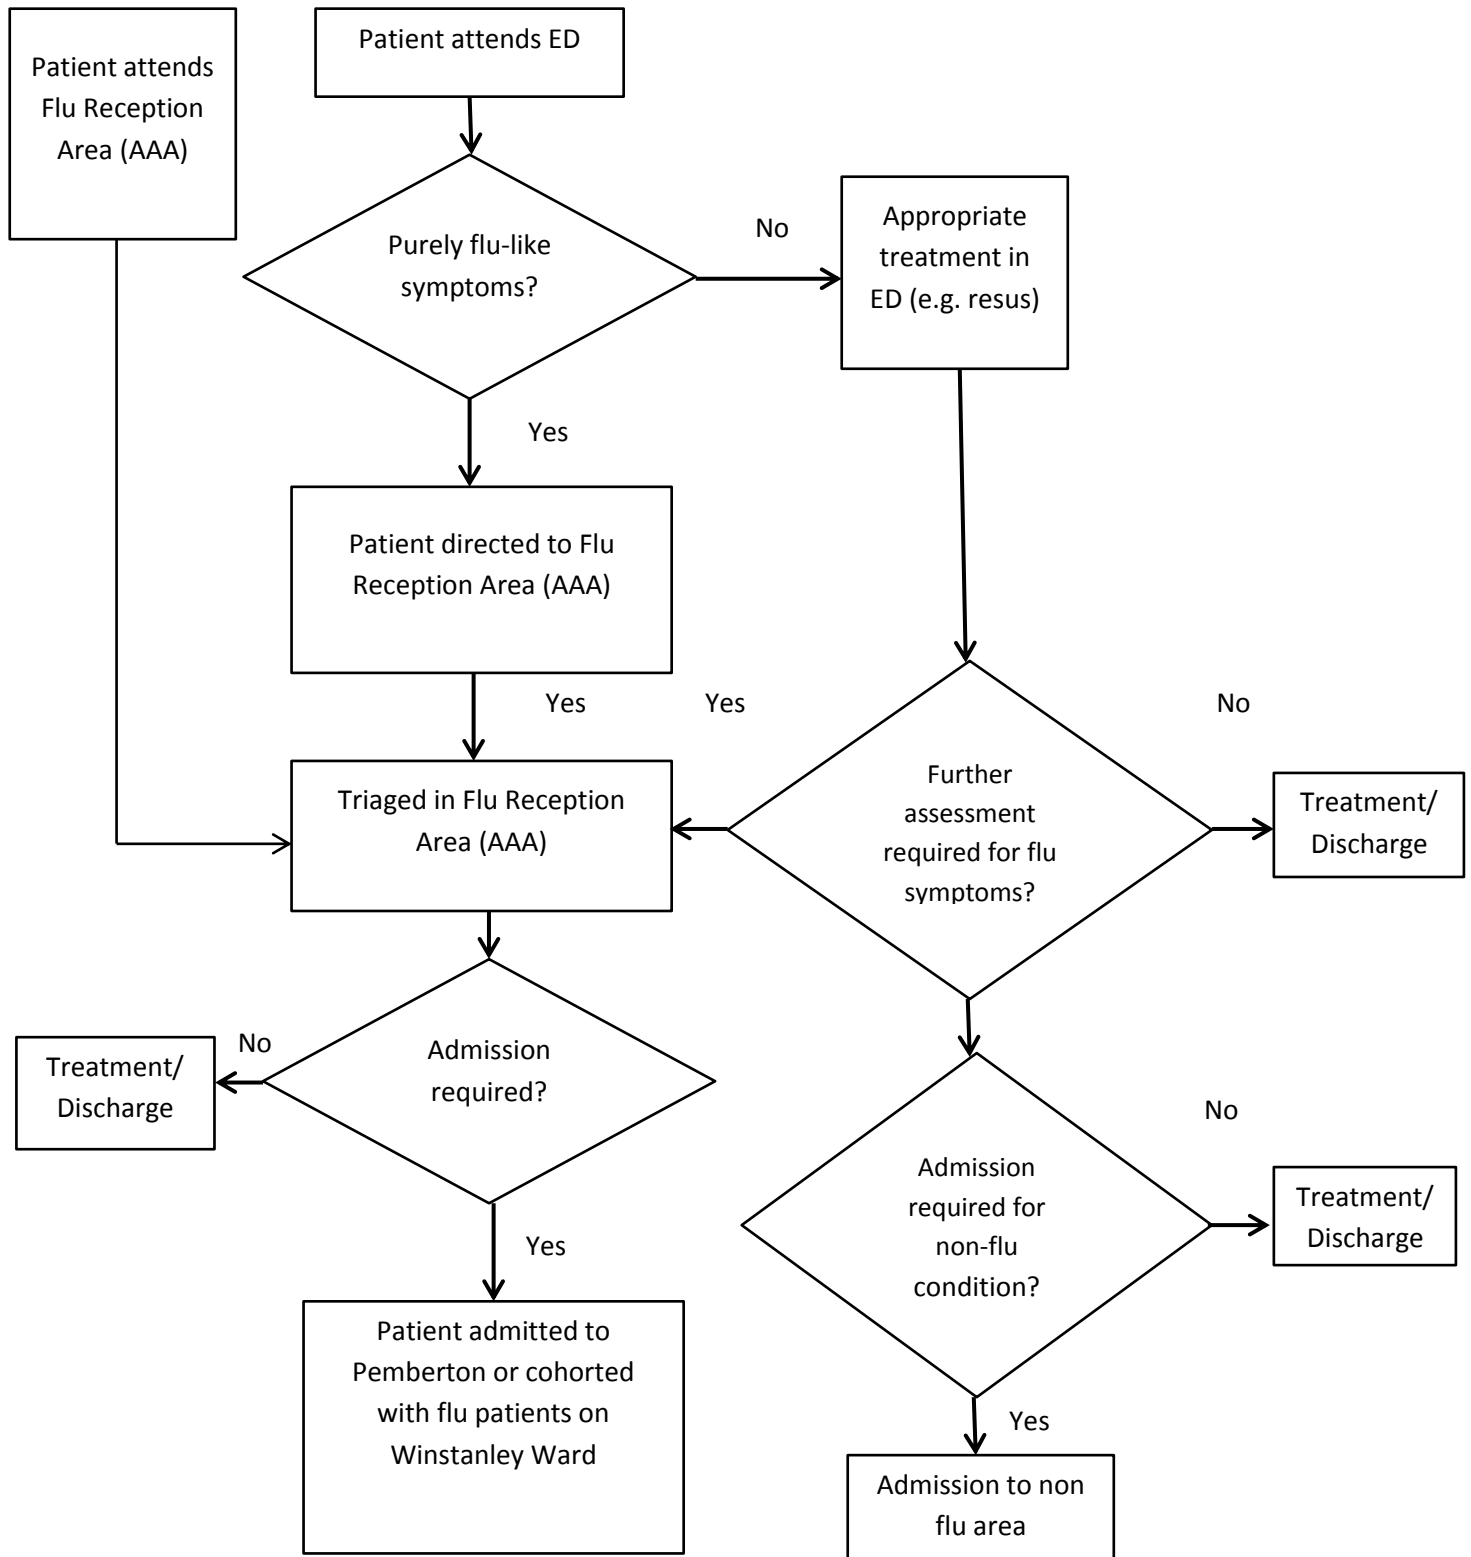 Patient attends
Flu Reception
Area (AAA)
Patient attends ED
Purely flu-like
symptoms?
No
Appropriate
treatment in
ED (e.g. resus)
Yes
Patient directed to Flu
Reception Area (AAA)
Yes
Yes
No
Triaged in Flu Reception
Area (AAA)
Further
assessment
required for flu
symptoms?
Treatment/
Discharge
No
Treatment/
Discharge
Admission
required?
Yes
No
Admission
required for
non-flu
condition?
Treatment/
Discharge
Patient admitted to
Pemberton or cohorted
with flu patients on
Winstanley Ward
Yes
Admission to non
flu area